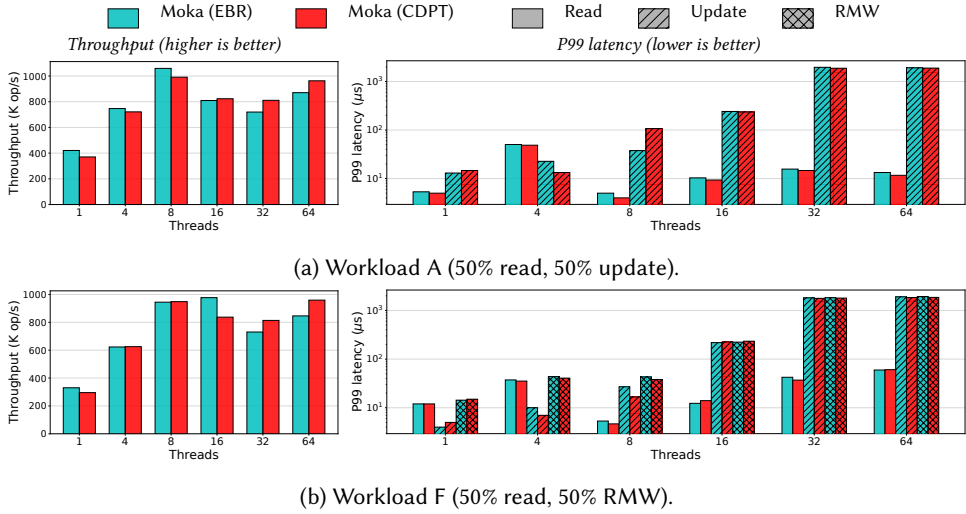 Moka (EBR) Moka (CDPT) Read Update RMW
Throughput (higher is better) P99 latency (lower is better)
Throughput (K op/s)
1000
800
600
400
200
0
1 4 8 16 32 64
Threads
P99 latency (μs)
10³
10²
10¹
1 4 8 16 32 64
Threads
(a) Workload A (50% read, 50% update).
Throughput (K op/s)
1000
800
600
400
200
0
1 4 8 16 32 64
Threads
P99 latency (μs)
10³
10²
10¹
1 4 8 16 32 64
Threads
(b) Workload F (50% read, 50% RMW).